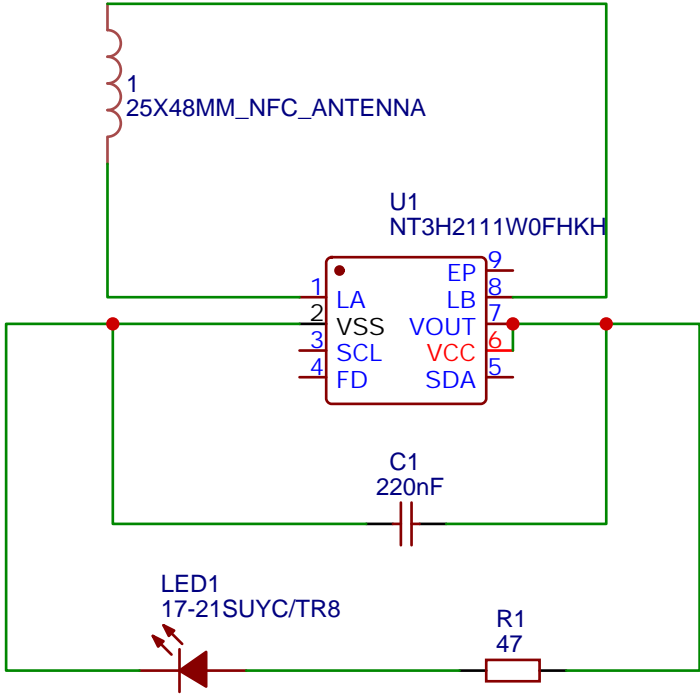 1
25X48MM_NFC_ANTENNA
U1
NT3H2111W0FHKH
EP 9
1 LA LB 8
2 VSS VOUT 7
3 SCL VCC 6
4 FD SDA 5
C1
220nF
LED1
17-21SUYC/TR8
R1
47